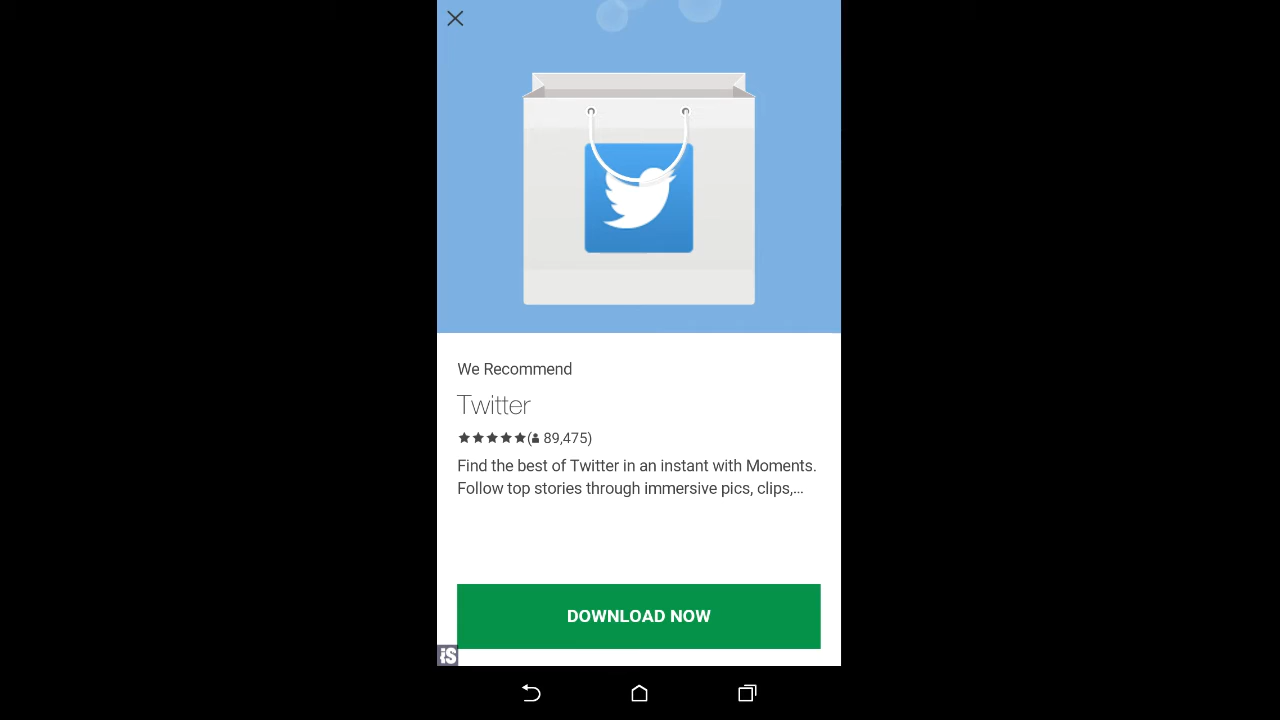 We Recommend
Twitter
★★★★★( 89,475)
Find the best of Twitter in an instant with Moments.
Follow top stories through immersive pics, clips,...
DOWNLOAD NOW
iS